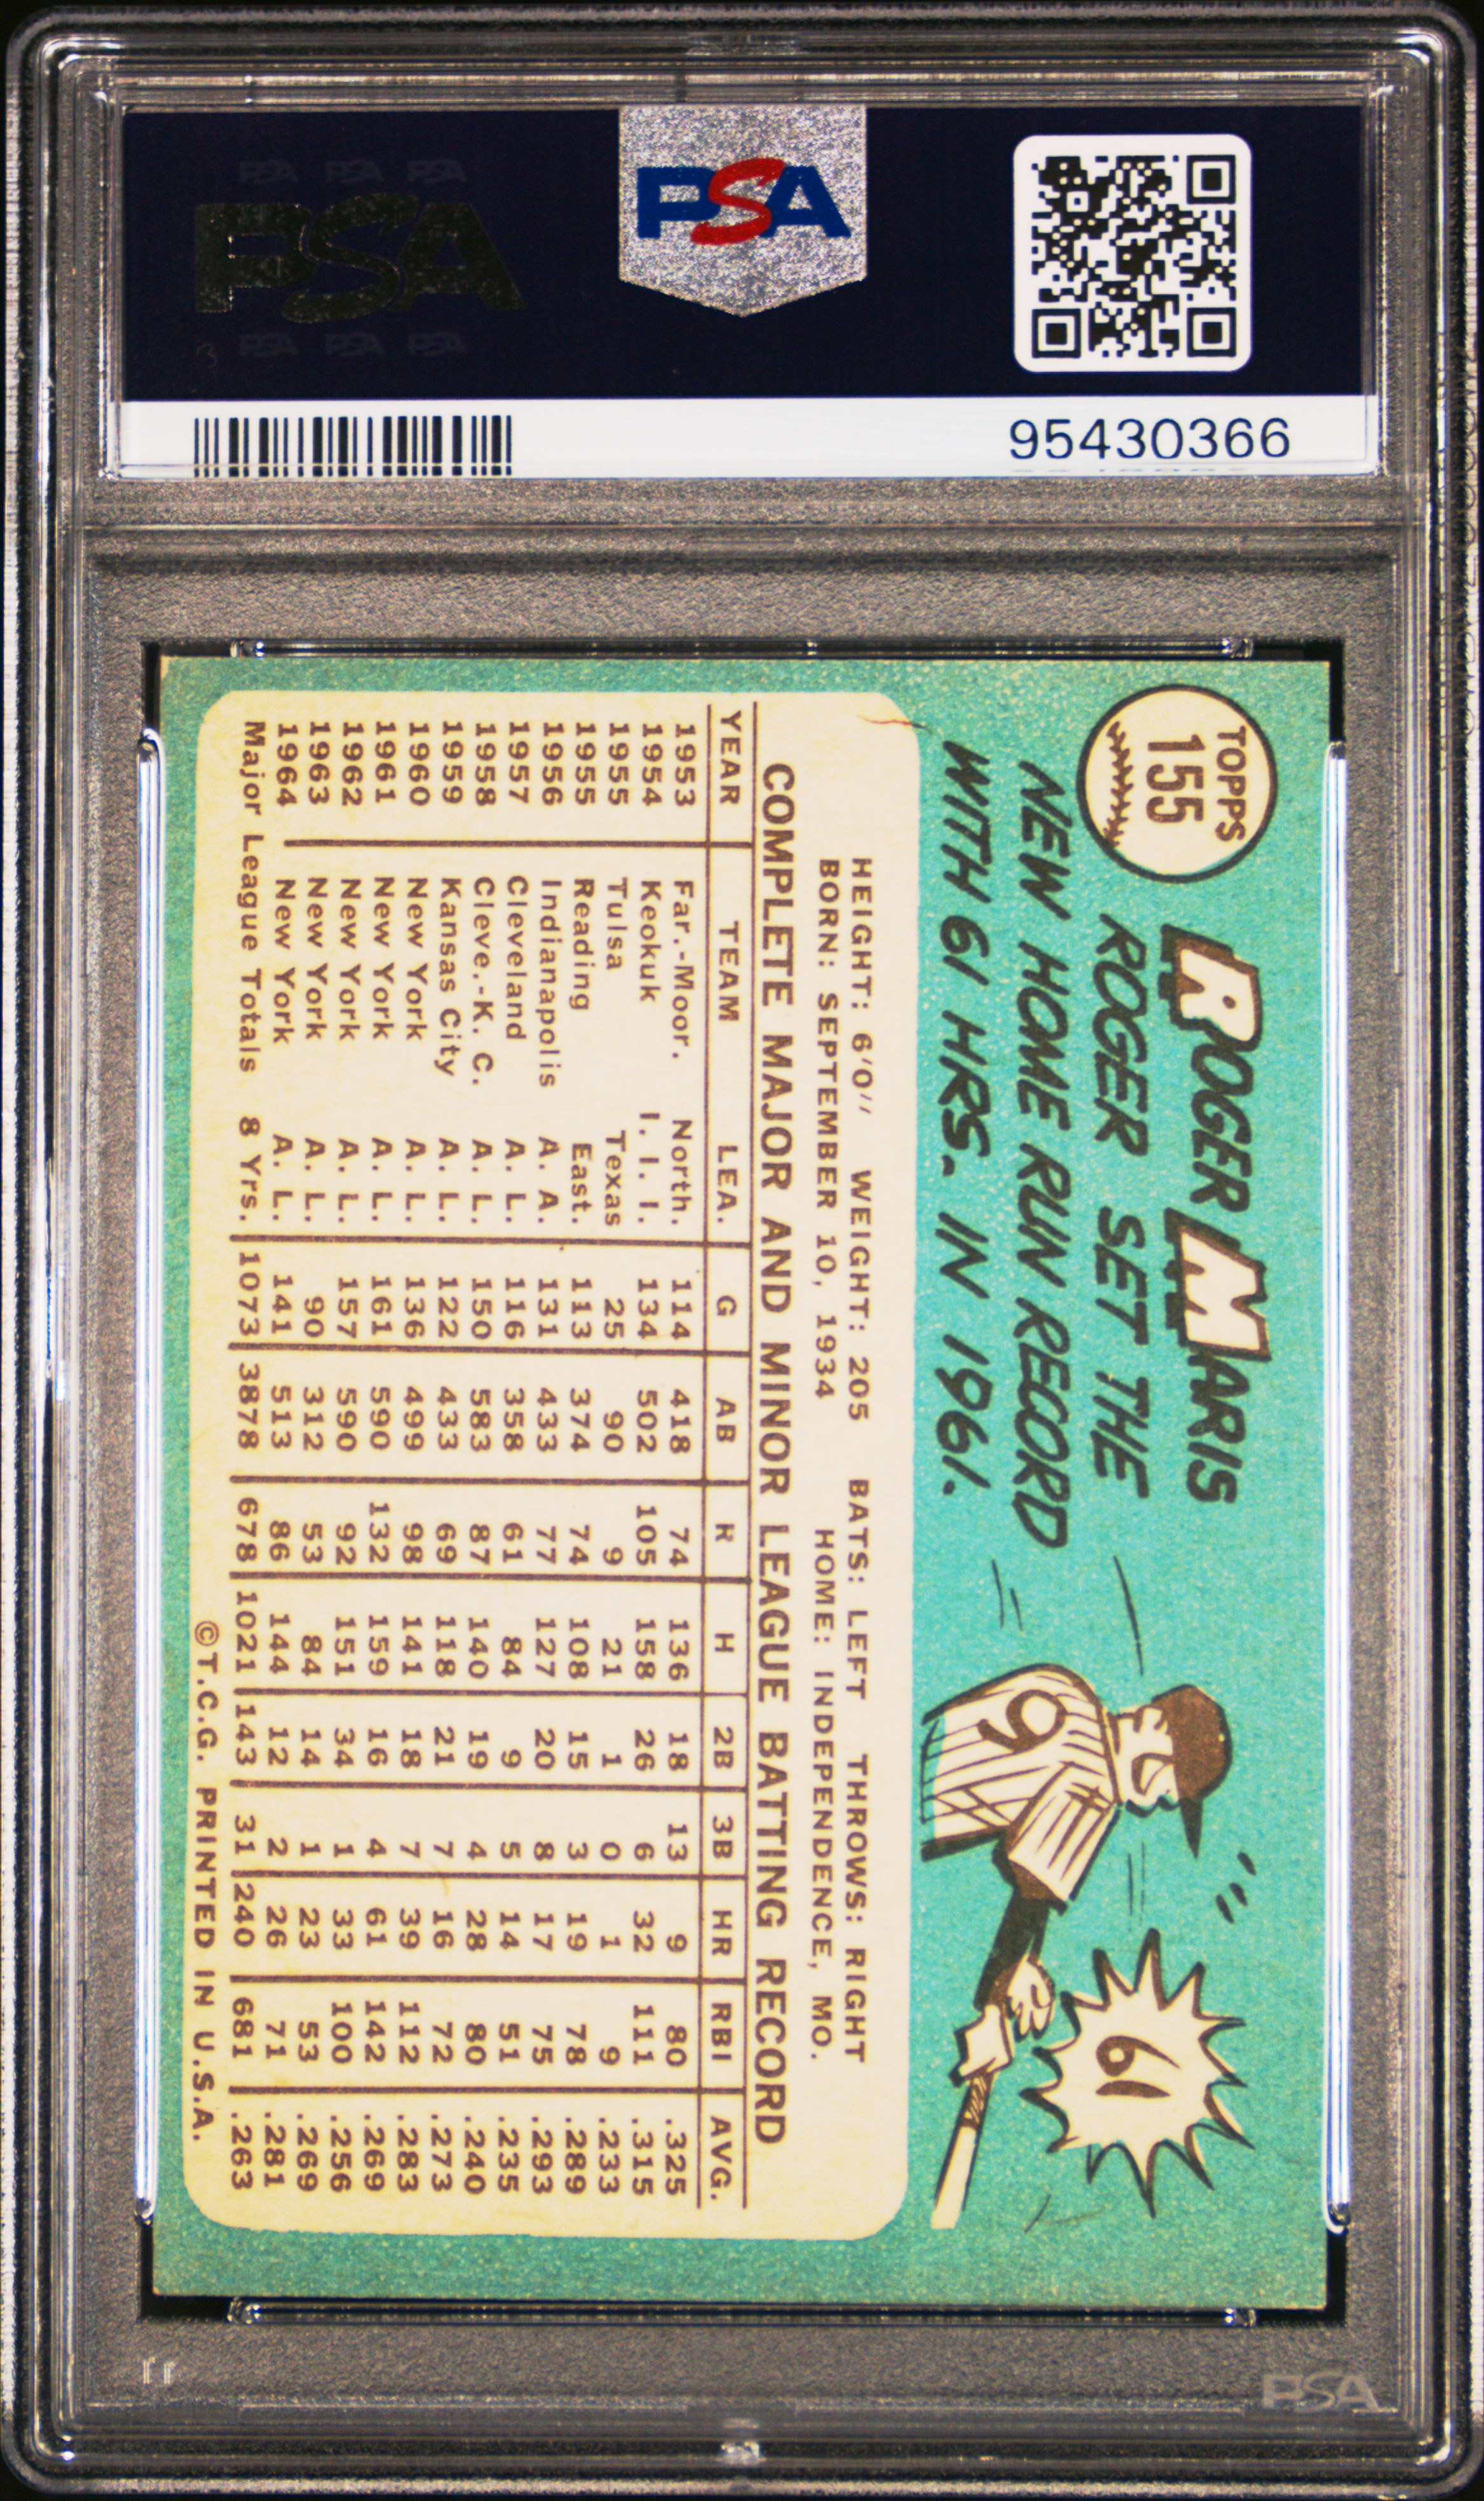 PSA PSA PSA
PSA
PSA PSA PSA
PSA
95430366
TOPPS
155
ROGER MARIS
ROGER SET THE
NEW HOME RUN RECORD
WITH 61 HRS. IN 1961.
9
61
HEIGHT: 6'0'' WEIGHT: 205 BATS: LEFT THROWS: RIGHT
BORN: SEPTEMBER 10, 1934 HOME: INDEPENDENCE, MO.
COMPLETE MAJOR AND MINOR LEAGUE BATTING RECORD
YEAR TEAM LEA. G AB R H 2B 3B HR RBI AVG.
1953 Far.-Moor. North. 114 418 74 136 18 13 9 80 .325
1954 Keokuk I. I. I. 134 502 105 158 26 6 32 111 .315
1955 Tulsa Texas 25 90 9 21 1 0 1 9 .233
1955 Reading East. 113 374 74 108 15 3 19 78 .289
1956 Indianapolis A. A. 131 433 77 127 20 8 17 75 .293
1957 Cleveland A. L. 116 358 61 84 9 5 14 51 .235
1958 Cleve.-K. C. A. L. 150 583 87 140 19 4 28 80 .240
1959 Kansas City A. L. 122 433 69 118 21 7 16 72 .273
1960 New York A. L. 136 499 98 141 18 7 39 112 .283
1961 New York A. L. 161 590 132 159 16 4 61 142 .269
1962 New York A. L. 157 590 92 151 34 1 33 100 .256
1963 New York A. L. 90 312 53 84 14 1 23 53 .269
1964 New York A. L. 141 513 86 144 12 2 26 71 .281
Major League Totals 8 Yrs. 1073 3878 678 1021 143 31 240 681 .263
©T.C.G. PRINTED IN U.S.A.
PSA